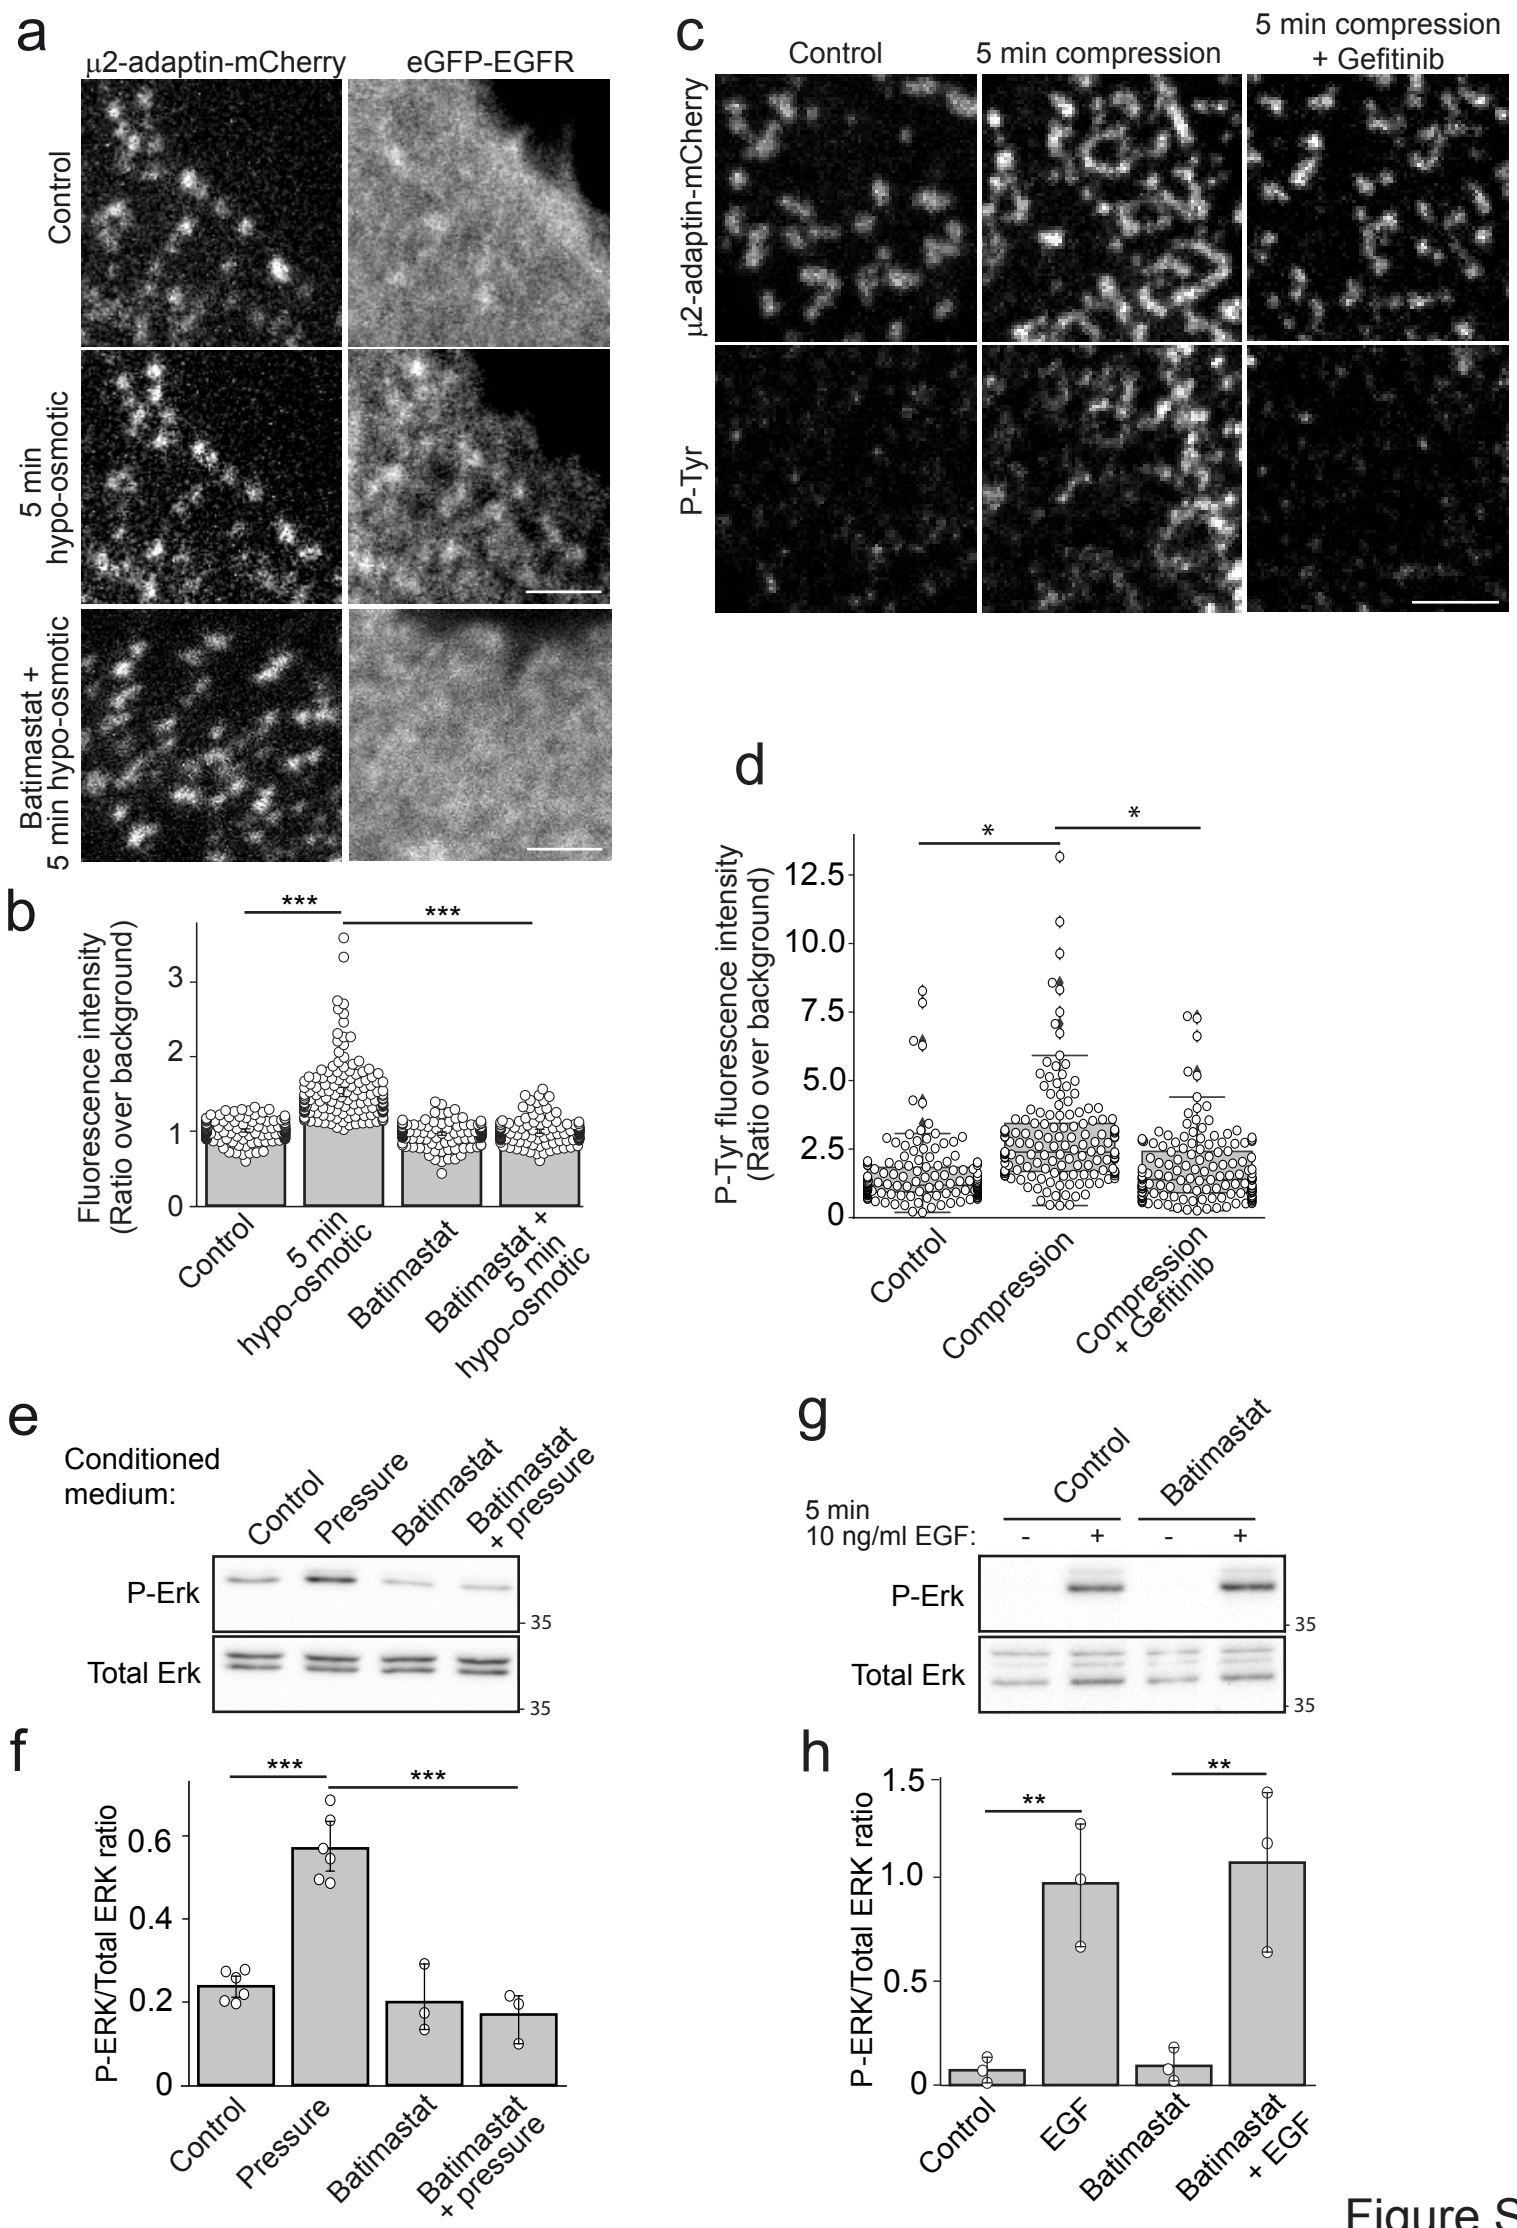 a
μ2-adaptin-mCherry
eGFP-EGFR
Control
5 min
hypo-osmotic
Batimastat +
5 min hypo-osmotic
b
***
***
Fluorescence intensity
(Ratio over background)
3
2
1
0
Control
5 min
hypo-osmotic
Batimastat
Batimastat +
5 min
hypo-osmotic
c
Control
5 min compression
5 min compression
+ Gefitinib
μ2-adaptin-mCherry
P-Tyr
d
*
*
P-Tyr fluorescence intensity
(Ratio over background)
12.5
10.0
7.5
5.0
2.5
0
Control
Compression
Compression
+ Gefitinib
e
Conditioned
medium:
Control
Pressure
Batimastat
Batimastat
+ pressure
P-Erk
- 35
Total Erk
- 35
f
***
***
P-ERK/Total ERK ratio
0.6
0.4
0.2
0
Control
Pressure
Batimastat
Batimastat
+ pressure
g
Control
Batimastat
5 min
10 ng/ml EGF: - + - +
P-Erk
- 35
Total Erk
- 35
h
**
**
P-ERK/Total ERK ratio
1.5
1.0
0.5
0
Control
EGF
Batimastat
Batimastat
+ EGF
Figure S